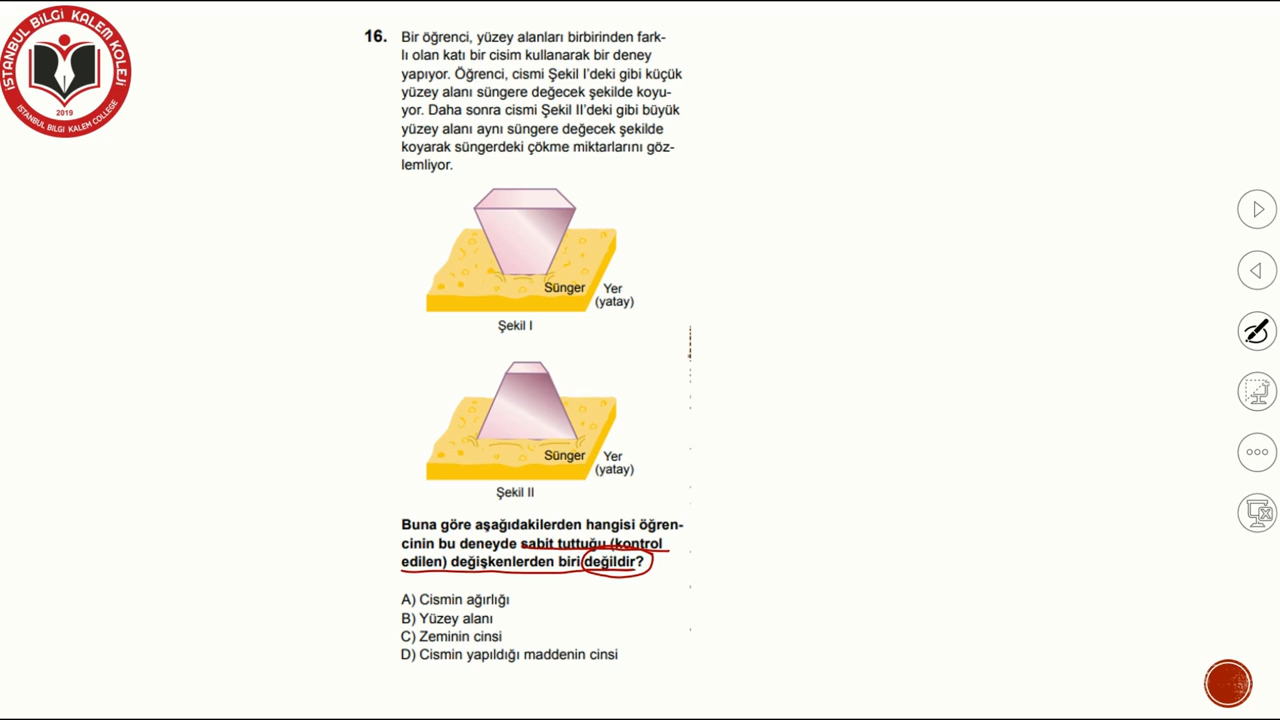 İSTANBUL BİLGİ KALEM KOLEJİ
2019
ISTANBUL BILGI KALEM COLLEGE
16. Bir öğrenci, yüzey alanları birbirinden fark-
lı olan katı bir cisim kullanarak bir deney
yapıyor. Öğrenci, cismi Şekil I'deki gibi küçük
yüzey alanı süngere değecek şekilde koyu-
yor. Daha sonra cismi Şekil II'deki gibi büyük
yüzey alanı aynı süngere değecek şekilde
koyarak süngerdeki çökme miktarlarını göz-
lemliyor.
Sünger
Yer
(yatay)
Şekil I
Sünger
Yer
(yatay)
Şekil II
Buna göre aşağıdakilerden hangisi öğren-
cinin bu deneyde sabit tuttuğu (kontrol
edilen) değişkenlerden biri değildir?
A) Cismin ağırlığı
B) Yüzey alanı
C) Zeminin cinsi
D) Cismin yapıldığı maddenin cinsi